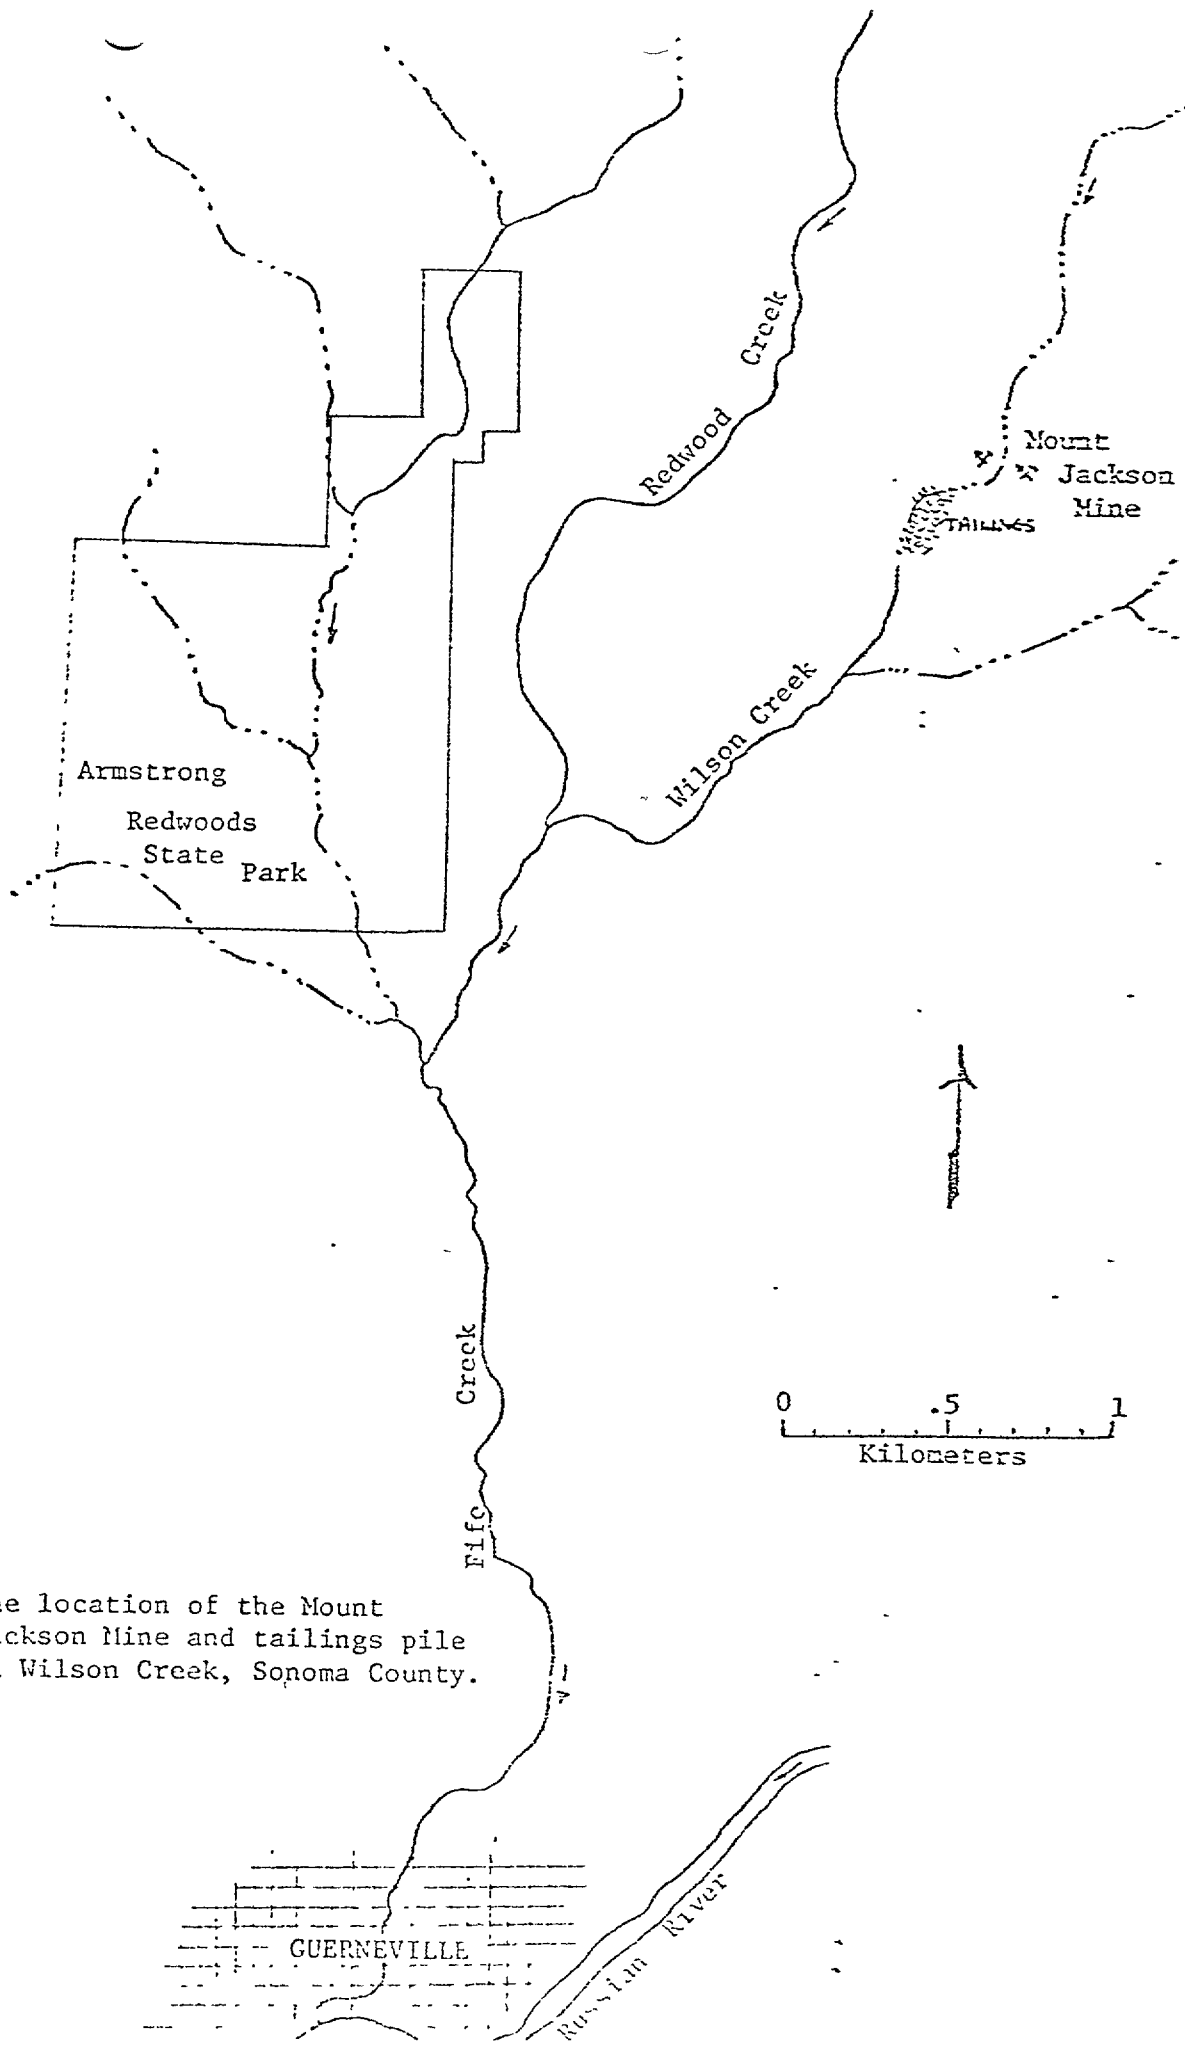 Creek
Redwood
Mount
Jackson
Mine
TAILINGS
Wilson Creek
Armstrong
Redwoods
State
Park
0 .5 1
Kilometers
Fife Creek
location of the Mount
Mine and tailings pile
Wilson Creek, Sonoma County.
GUERNEVILLE
Russian River